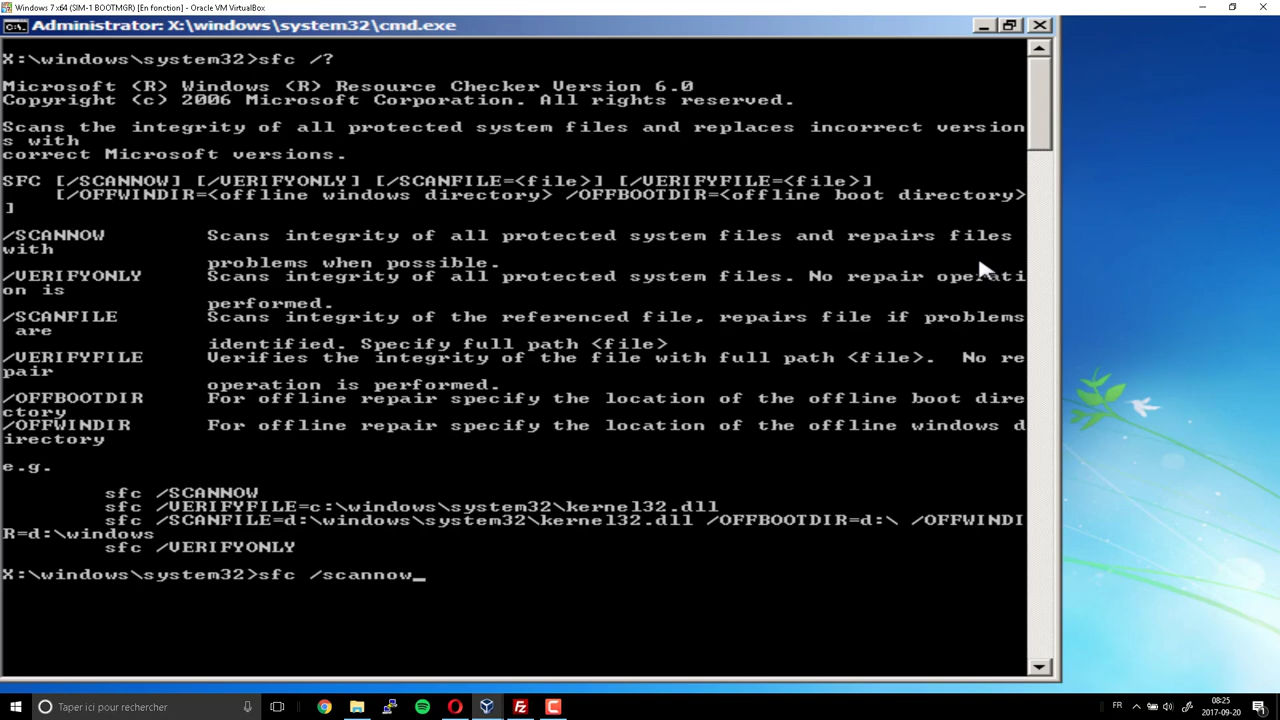 Windows 7 x64 (SIM-1 BOOTMGR) [En fonction] - Oracle VM VirtualBox
Administrator: X:\windows\system32\cmd.exe
X:\windows\system32>sfc /?
Microsoft (R) Windows (R) Resource Checker Version 6.0
Copyright (c) 2006 Microsoft Corporation. All rights reserved.
Scans the integrity of all protected system files and replaces incorrect version
s with
correct Microsoft versions.
SFC [/SCANNOW] [/VERIFYONLY] [/SCANFILE=<file>] [/VERIFYFILE=<file>]
[/OFFWINDIR=<offline windows directory> /OFFBOOTDIR=<offline boot directory>
]
/SCANNOW Scans integrity of all protected system files and repairs files
with
problems when possible.
/VERIFYONLY Scans integrity of all protected system files. No repair operati
on is
performed.
/SCANFILE Scans integrity of the referenced file, repairs file if problems
are
identified. Specify full path <file>
/VERIFYFILE Verifies the integrity of the file with full path <file>. No re
pair
operation is performed.
/OFFBOOTDIR For offline repair specify the location of the offline boot dire
ctory
/OFFWINDIR For offline repair specify the location of the offline windows d
irectory
e.g.
sfc /SCANNOW
sfc /VERIFYFILE=c:\windows\system32\kernel32.dll
sfc /SCANFILE=d:\windows\system32\kernel32.dll /OFFBOOTDIR=d:\ /OFFWINDI
R=d:\windows
sfc /VERIFYONLY
X:\windows\system32>sfc /scannow_
Taper ici pour rechercher
FR
08:25
2017-09-20